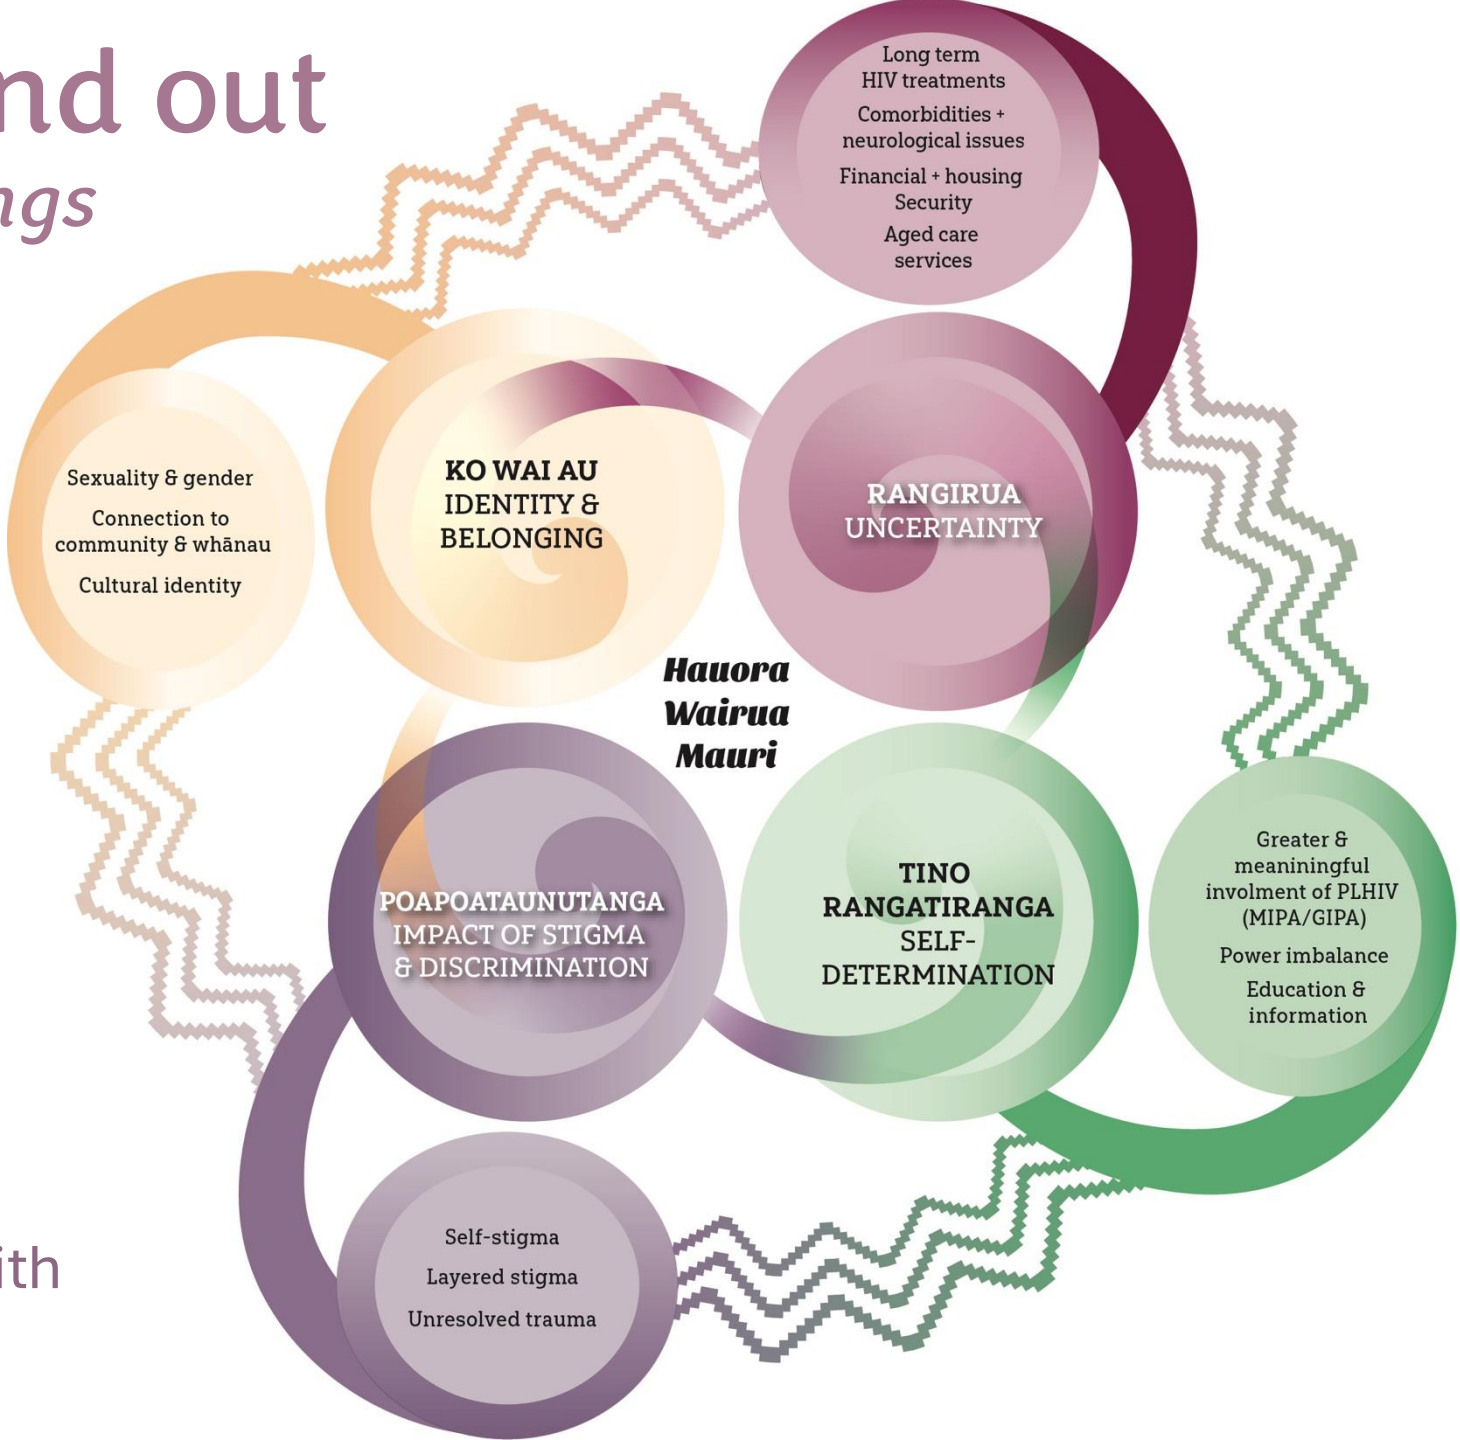 nd out
ngs
Long term
HIV treatments
Comorbidities +
neurological issues
Financial + housing
Security
Aged care
services
Sexuality & gender
Connection to
community & whānau
Cultural identity
KO WAI AU
IDENTITY &
BELONGING
RANGIRUA
UNCERTAINTY
Hauora
Wairua
Mauri
POAPOATAUNUTANGA
IMPACT OF STIGMA
& DISCRIMINATION
TINO
RANGATIRANGA
SELF-
DETERMINATION
Greater &
meaniningful
involment of PLHIV
(MIPA/GIPA)
Power imbalance
Education &
information
Self-stigma
Layered stigma
Unresolved trauma
ith